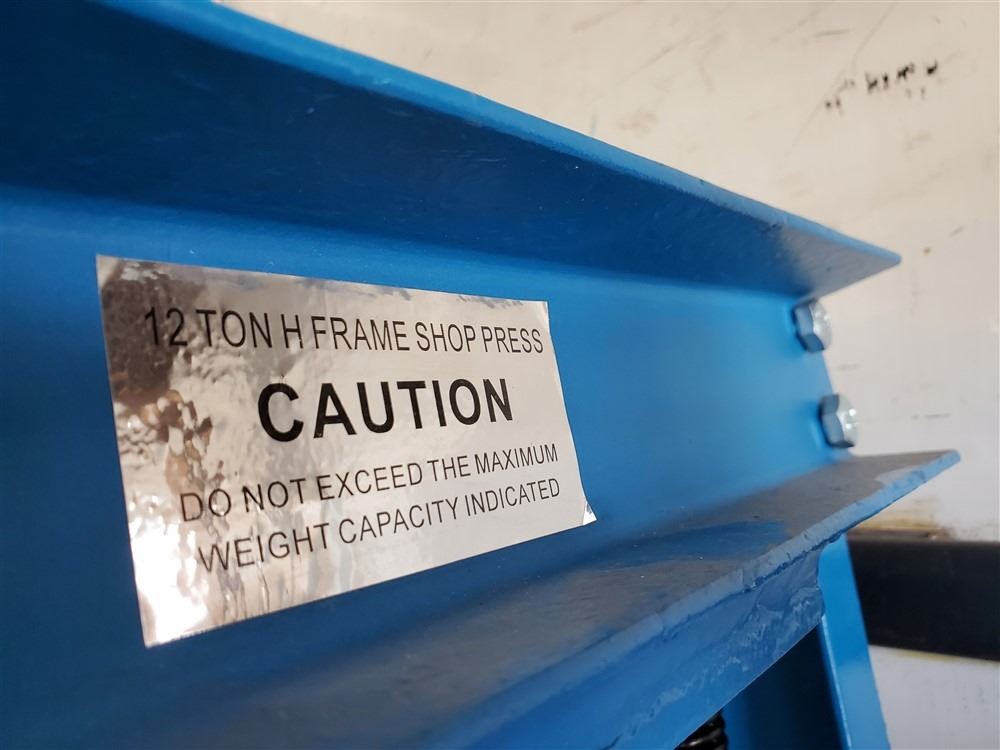 12 TON H FRAME SHOP PRESS
CAUTION
DO NOT EXCEED THE MAXIMUM
WEIGHT CAPACITY INDICATED